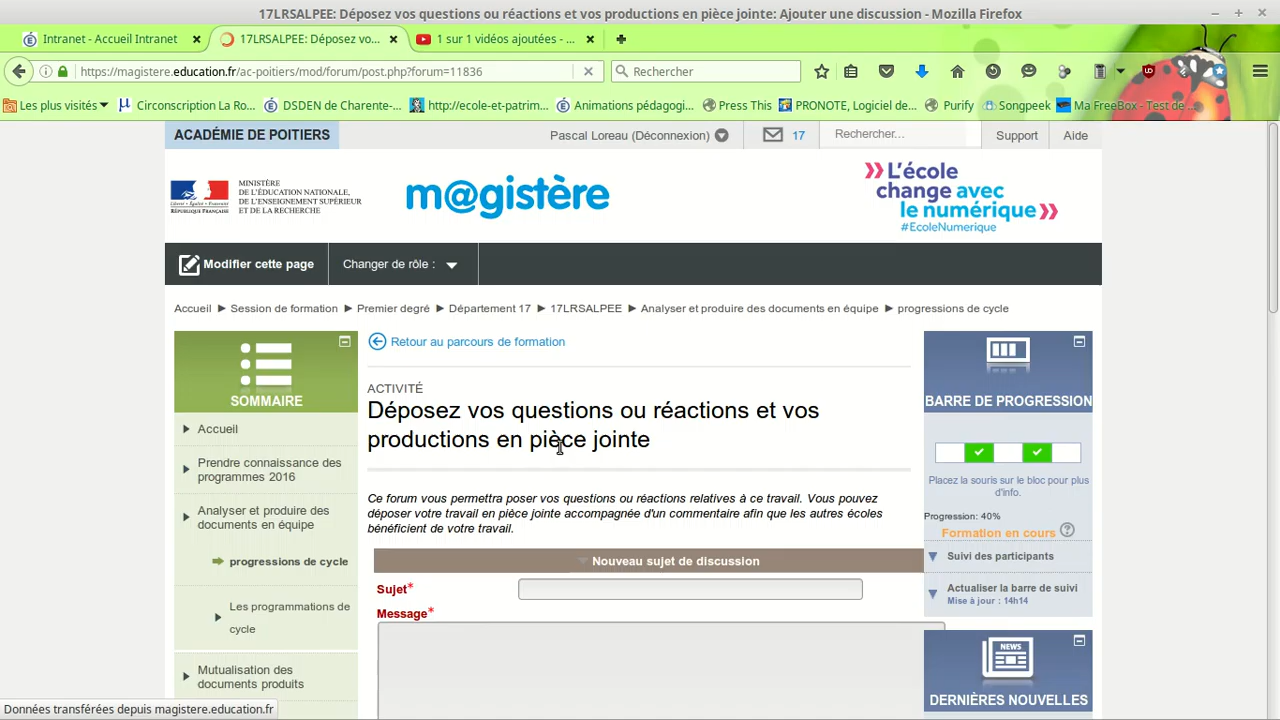 17LRSALPEE: Déposez vos questions ou réactions et vos productions en pièce jointe: Ajouter une discussion - Mozilla Firefox
Intranet - Accueil Intranet
17LRSALPEE: Déposez vo...
1 sur 1 vidéos ajoutées - ...
https://magistere.education.fr/ac-poitiers/mod/forum/post.php?forum=11836
Rechercher
Les plus visités
Circonscription La Ro...
DSDEN de Charente-...
http://ecole-et-patrim...
Animations pédagogi...
Press This
PRONOTE, Logiciel de...
Purify
Songpeek
Ma FreeBox - Test de ...
ACADÉMIE DE POITIERS
Pascal Loreau (Déconnexion)
17
Rechercher...
Support
Aide
Liberté • Égalité • Fraternité
RÉPUBLIQUE FRANÇAISE
MINISTÈRE
DE L'ÉDUCATION NATIONALE,
DE L'ENSEIGNEMENT SUPÉRIEUR
ET DE LA RECHERCHE
m@gistère
L'école
change avec
le numérique
#EcoleNumerique
Modifier cette page
Changer de rôle :
Accueil
Session de formation
Premier degré
Département 17
17LRSALPEE
Analyser et produire des documents en équipe
progressions de cycle
SOMMAIRE
Accueil
Prendre connaissance des
programmes 2016
Analyser et produire des
documents en équipe
progressions de cycle
Les programmations de
cycle
Mutualisation des
documents produits
Retour au parcours de formation
ACTIVITÉ
Déposez vos questions ou réactions et vos
productions en pièce jointe
Ce forum vous permettra poser vos questions ou réactions relatives à ce travail. Vous pouvez
déposer votre travail en pièce jointe accompagnée d'un commentaire afin que les autres écoles
bénéficient de votre travail.
Nouveau sujet de discussion
Sujet*
Message*
BARRE DE PROGRESSION
Placez la souris sur le bloc pour plus
d'info.
Progression: 40%
Formation en cours
Suivi des participants
Actualiser la barre de suivi
Mise à jour : 14h14
NEWS
DERNIÈRES NOUVELLES
Données transférées depuis magistere.education.fr